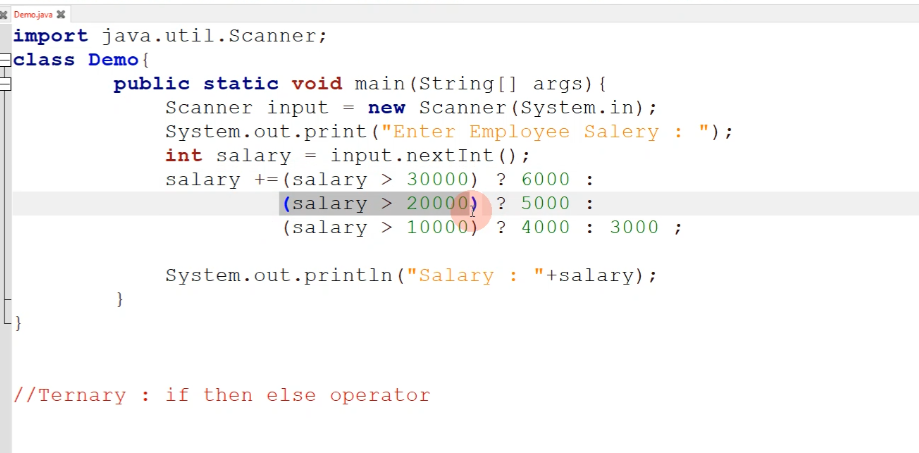 Demo.java
import java.util.Scanner;
class Demo{
public static void main(String[] args){
Scanner input = new Scanner(System.in);
System.out.print("Enter Employee Salery : ");
int salary = input.nextInt();
salary +=(salary > 30000) ? 6000 :
(salary > 20000) ? 5000 :
(salary > 10000) ? 4000 : 3000 ;
System.out.println("Salary : "+salary);
}
}
//Ternary : if then else operator